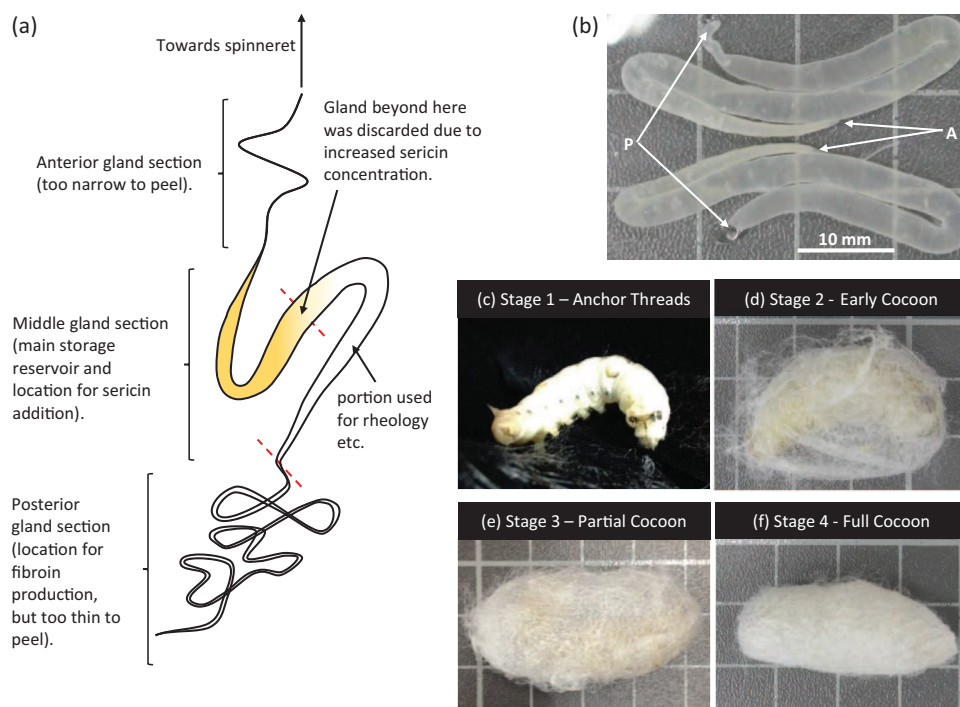 (a)
Towards spinneret
Gland beyond here
was discarded due to
increased sericin
concentration.
Anterior gland section
(too narrow to peel).
Middle gland section
(main storage
reservoir and
location for sericin
addition).
portion used
for rheology
etc.
Posterior
gland section
(location for
fibroin
production,
but too thin to
peel).
(b)
P
A
10 mm
(c) Stage 1 – Anchor Threads
(d) Stage 2 - Early Cocoon
(e) Stage 3 – Partial Cocoon
(f) Stage 4 - Full Cocoon